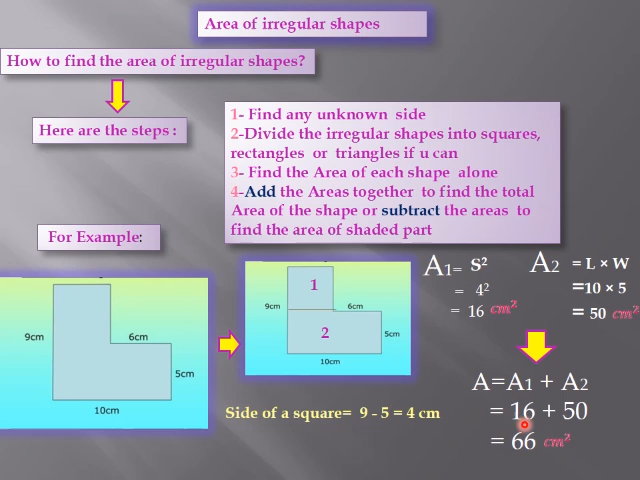 Area of irregular shapes
How to find the area of irregular shapes?
Here are the steps :
1- Find any unknown side
2-Divide the irregular shapes into squares,
rectangles or triangles if u can
3- Find the Area of each shape alone
4-Add the Areas together to find the total
Area of the shape or subtract the areas to
find the area of shaded part
For Example:
9cm
6cm
5cm
10cm
1
9cm
6cm
2
5cm
10cm
Side of a square= 9 - 5 = 4 cm
A1= S²
= 4²
= 16 cm²
A2 = L × W
=10 × 5
= 50 cm²
A=A1 + A2
= 16 + 50
= 66 cm²